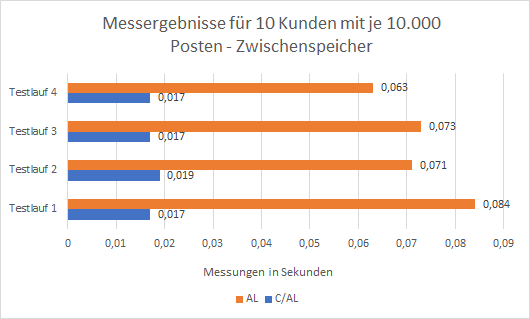 Messergebnisse für 10 Kunden mit je 10.000
Posten - Zwischenspeicher
Testlauf 4
0,063
0,017
Testlauf 3
0,073
0,017
Testlauf 2
0,071
0,019
Testlauf 1
0,084
0,017
0 0,01 0,02 0,03 0,04 0,05 0,06 0,07 0,08 0,09
Messungen in Sekunden
AL C/AL